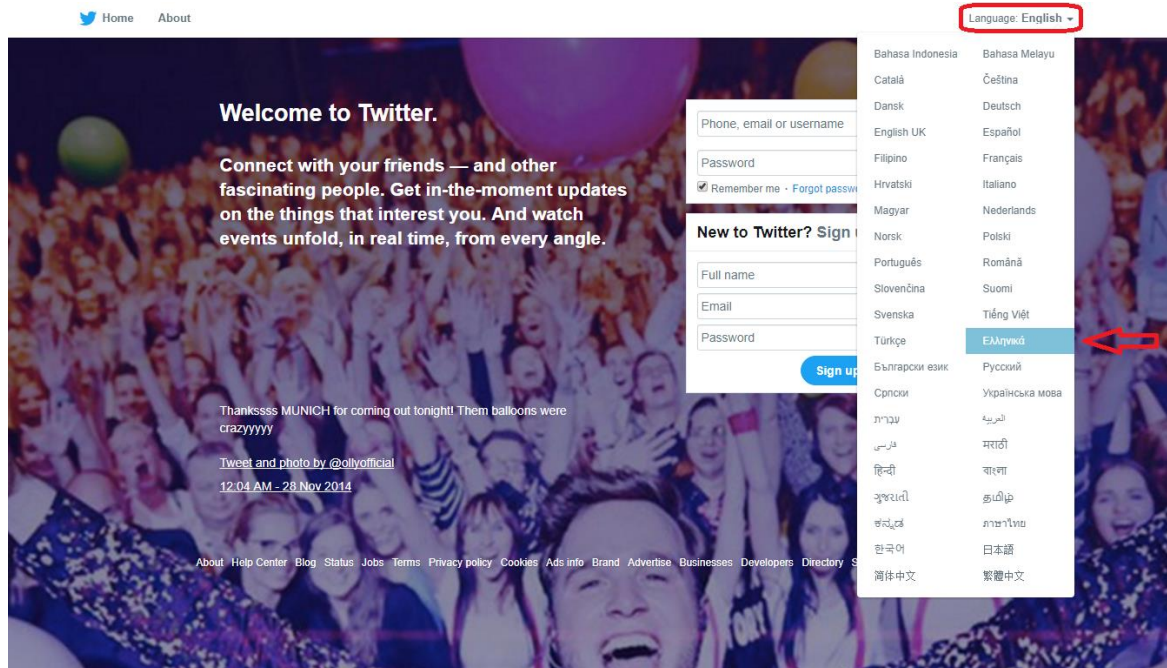 Home About
Language: English
Welcome to Twitter.
Connect with your friends — and other
fascinating people. Get in-the-moment updates
on the things that interest you. And watch
events unfold, in real time, from every angle.
Thankssss MUNICH for coming out tonight! Them balloons were
crazyyyyy
Tweet and photo by @ollyofficial
12:04 AM - 28 Nov 2014
Phone, email or username
Password
Remember me · Forgot passw
New to Twitter? Sign
Full name
Email
Password
Sign up
Bahasa Indonesia Bahasa Melayu
Català Čeština
Dansk Deutsch
English UK Español
Filipino Français
Hrvatski Italiano
Magyar Nederlands
Norsk Polski
Português Română
Slovenčina Suomi
Svenska Tiếng Việt
Türkçe Ελληνικά
Български език Русский
Српски Українська мова
עִבְרִית العربية
فارسی मराठी
हिन्दी বাংলা
ગુજરાતી தமிழ்
ಕನ್ನಡ ภาษาไทย
한국어 日本語
简体中文 繁體中文
About Help Center Blog Status Jobs Terms Privacy policy Cookies Ads info Brand Advertise Businesses Developers Directory S